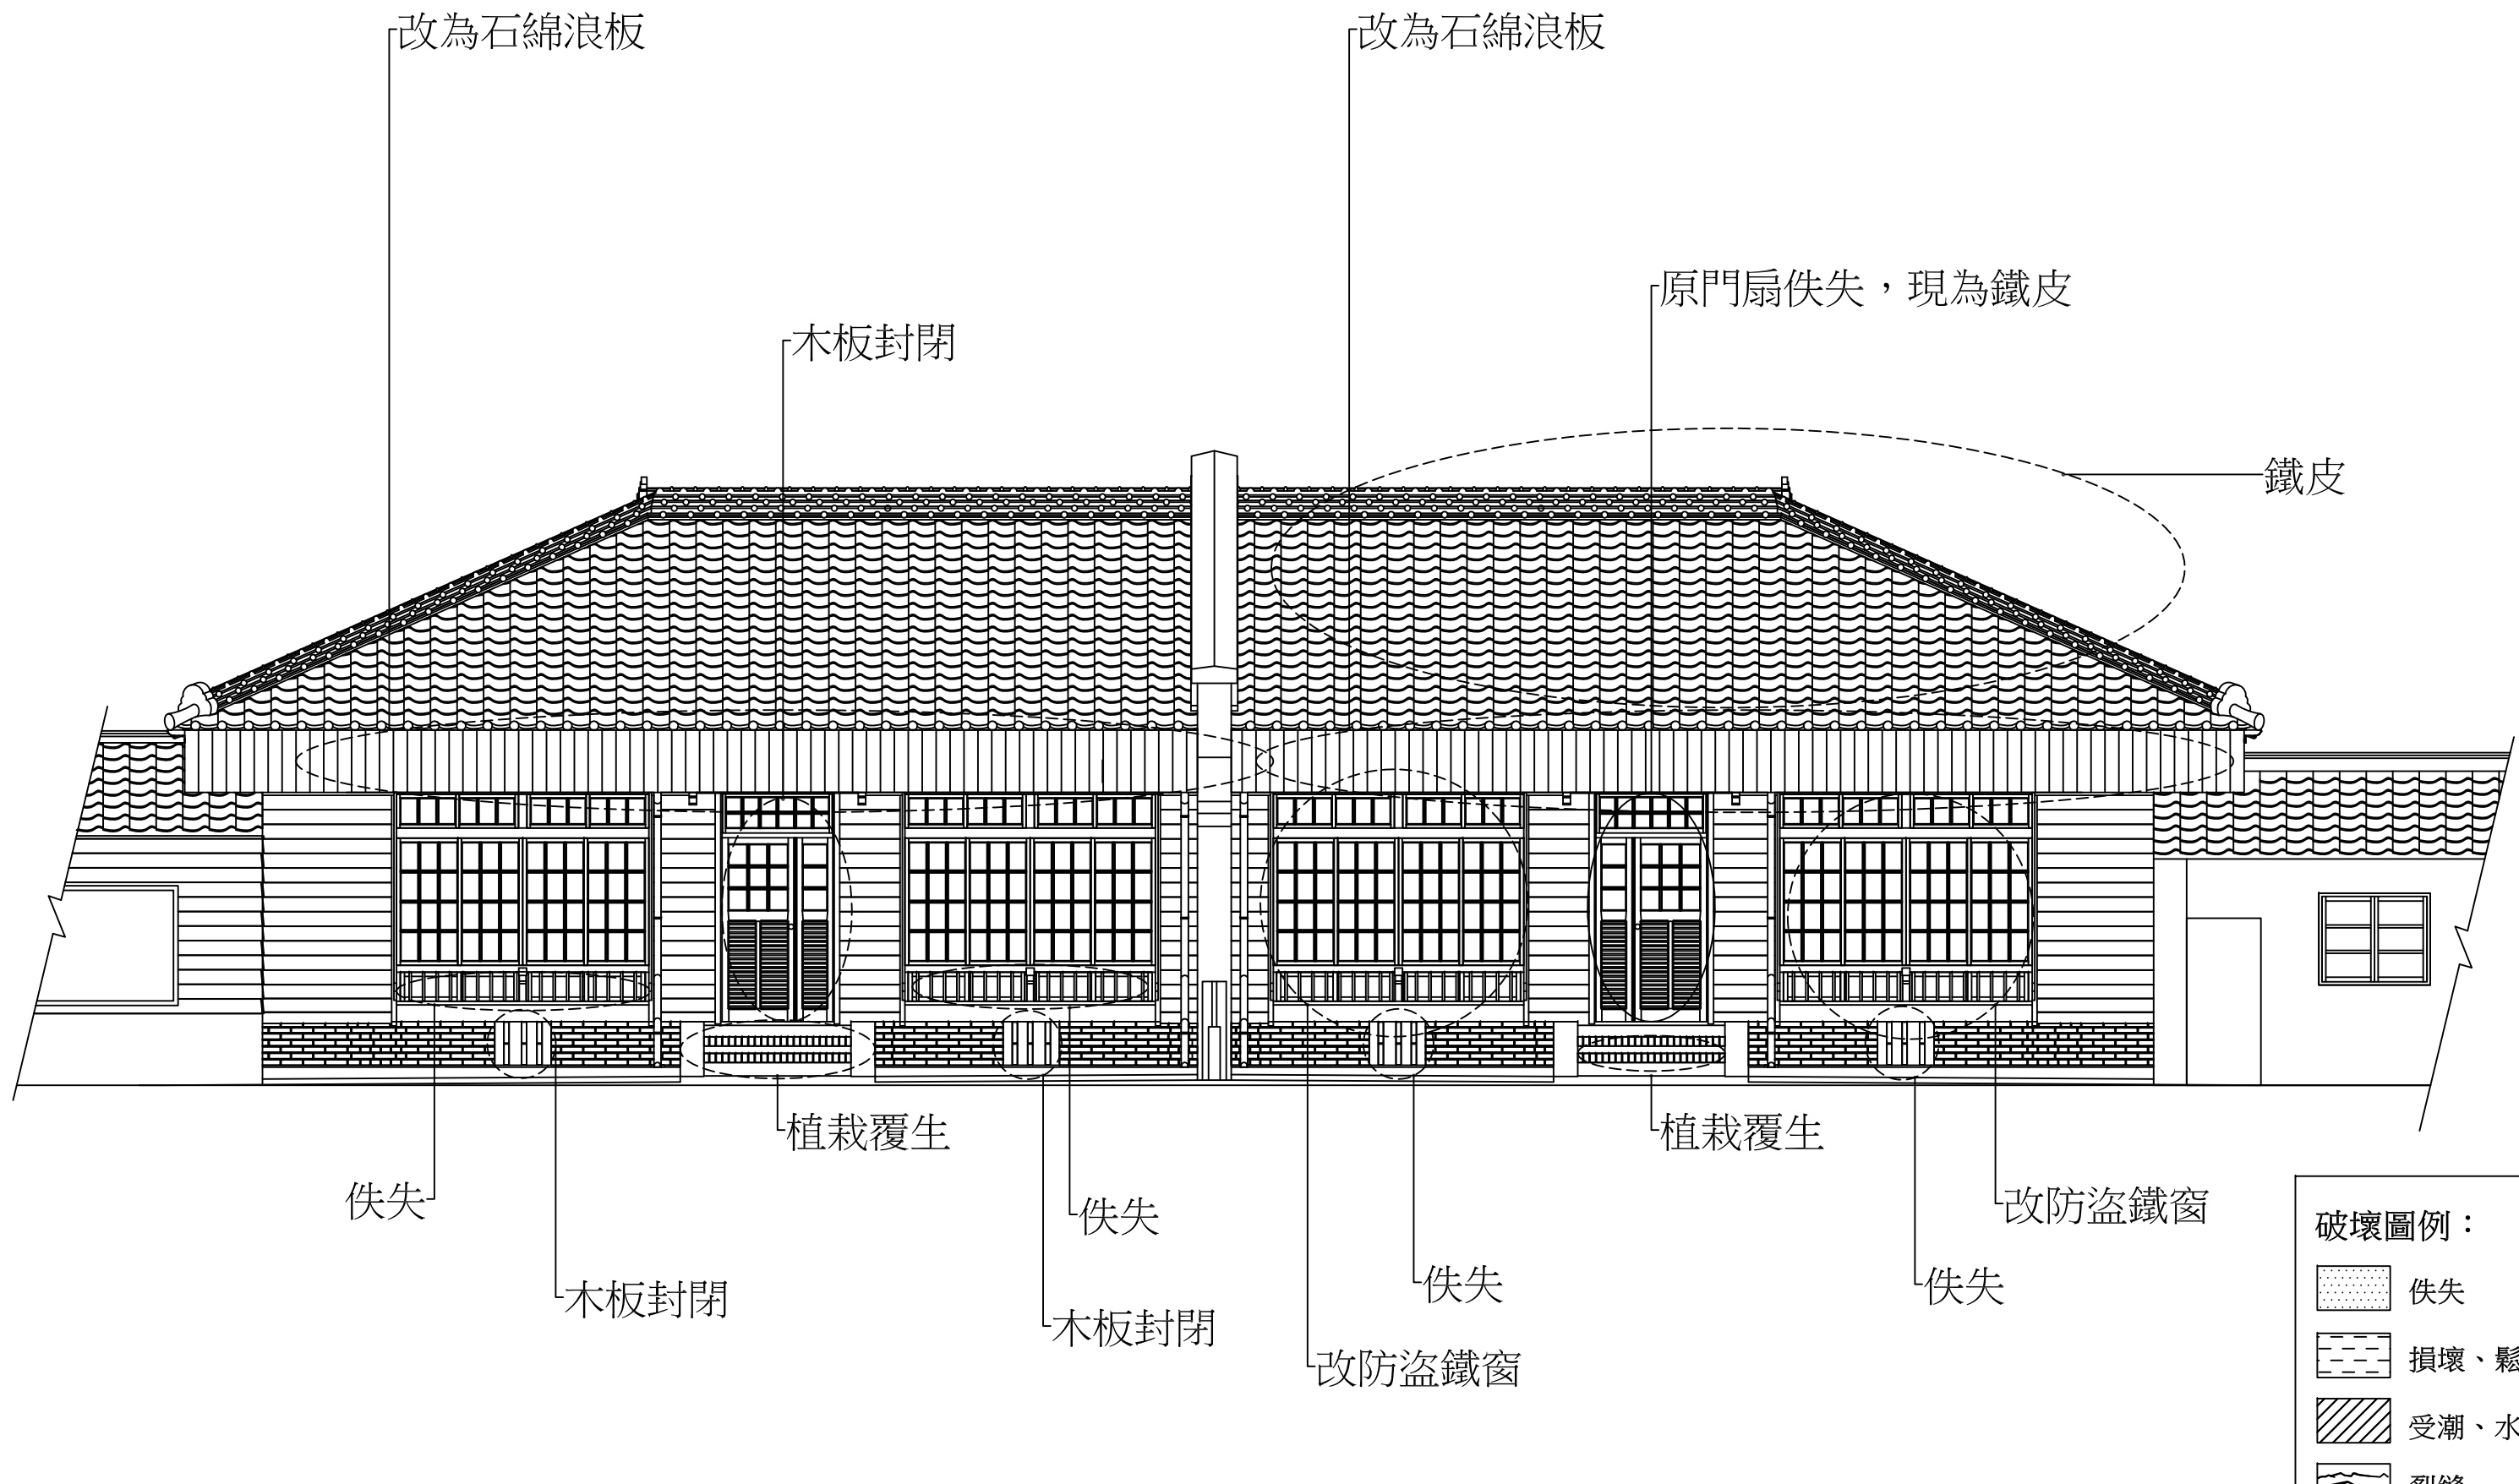 改為石綿浪板
改為石綿浪板
原門扇佚失，現為鐵皮
木板封閉
鐵皮
植栽覆生
植栽覆生
佚失
佚失
改防盜鐵窗
佚失
佚失
木板封閉
木板封閉
改防盜鐵窗
破壞圖例：
佚失
損壞、鬆
受潮、水